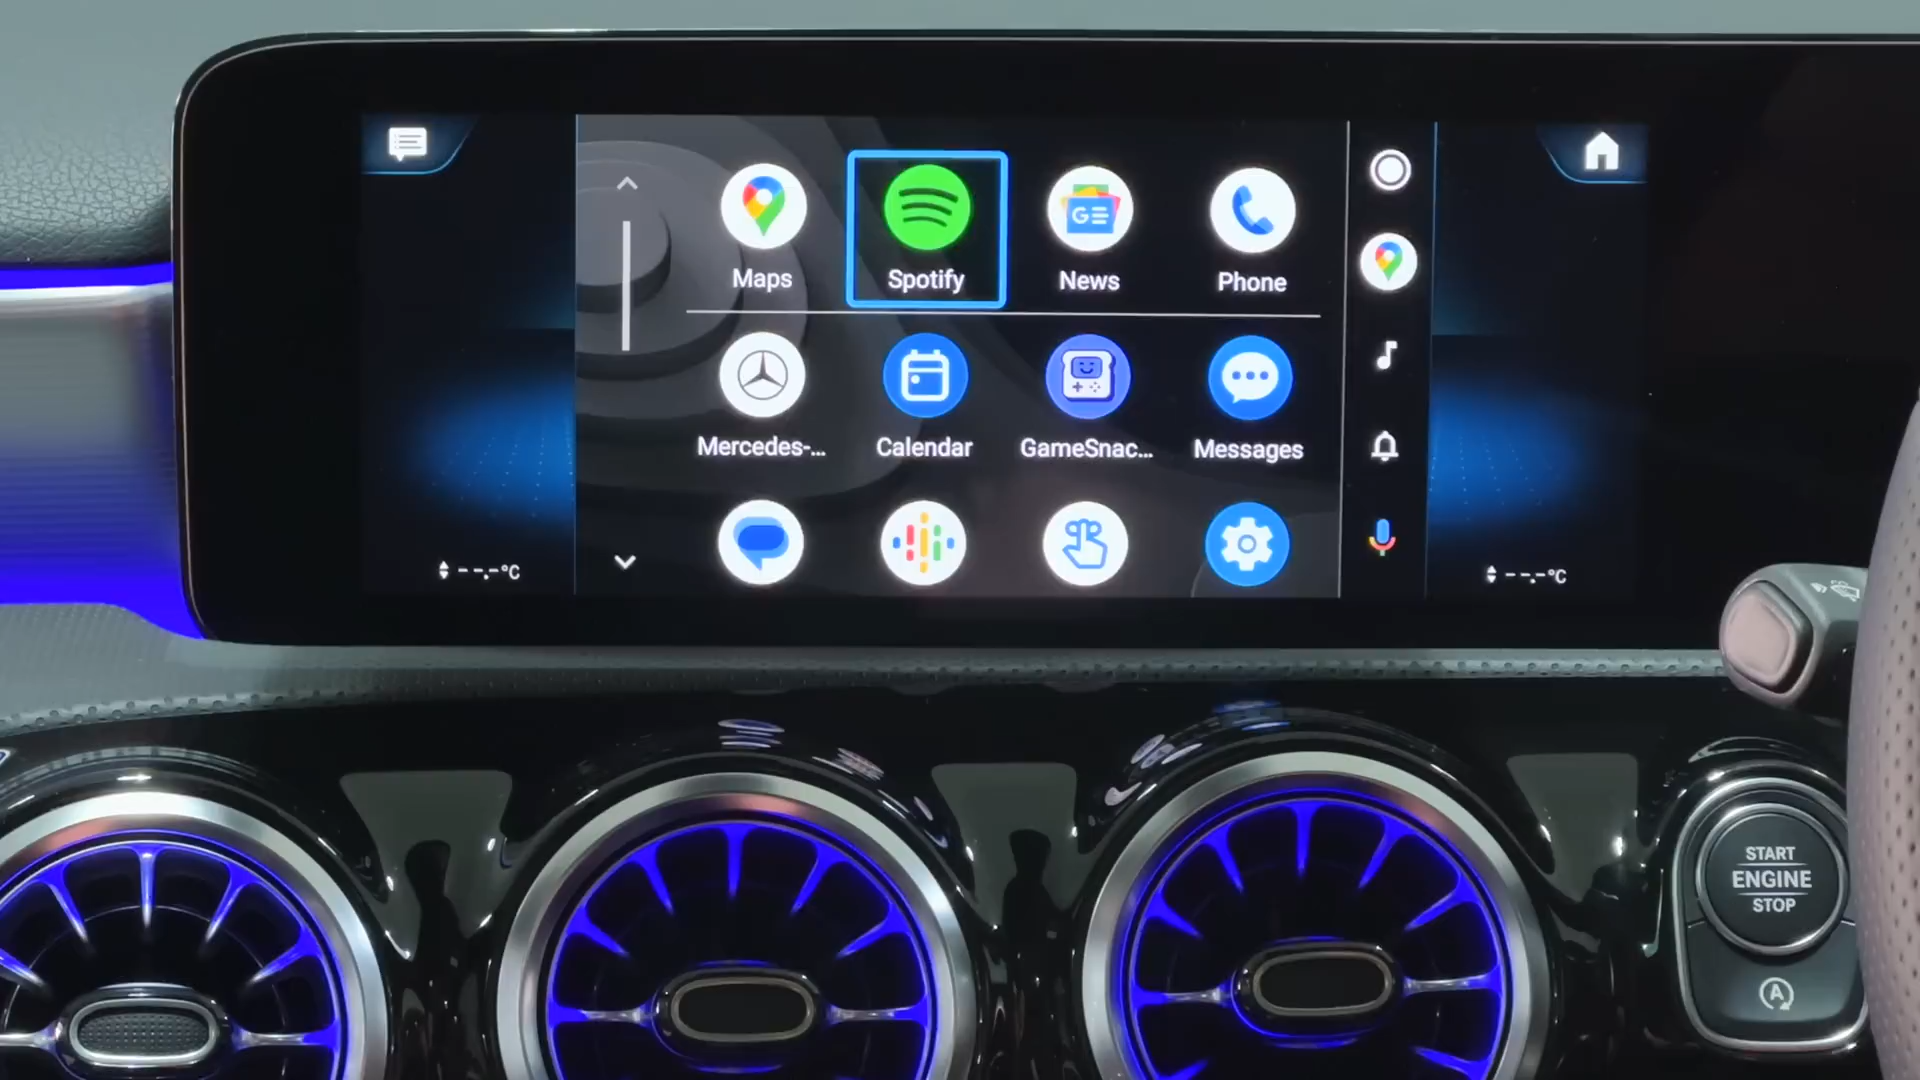 Maps
Spotify
News
Phone
Mercedes-...
Calendar
GameSnac...
Messages
--.-°C
--.-°C
START
ENGINE
STOP
A